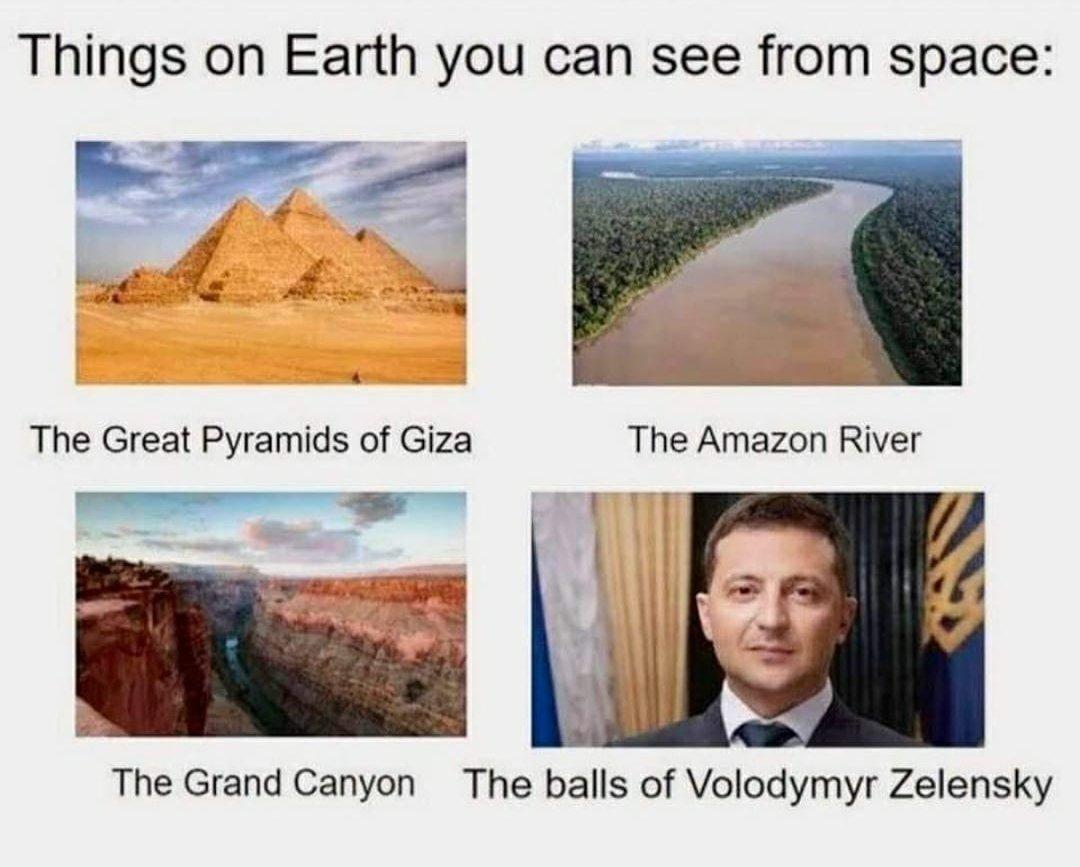 Things on Earth you can see from space:
The Great Pyramids of Giza
The Amazon River
The Grand Canyon
The balls of Volodymyr Zelensky